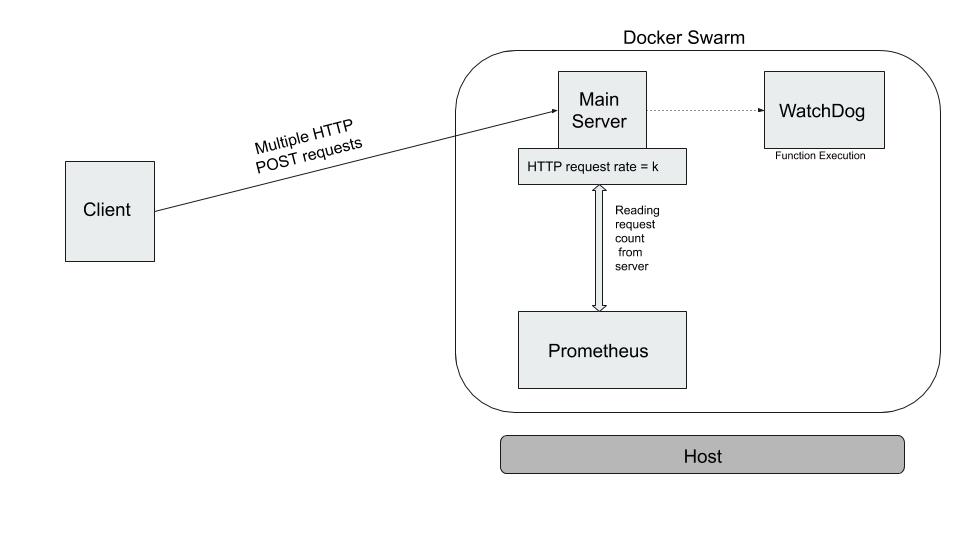 Docker Swarm
Main
Server
WatchDog
Function Execution
HTTP request rate = k
Multiple HTTP
POST requests
Client
Reading
request
count
from
server
Prometheus
Host